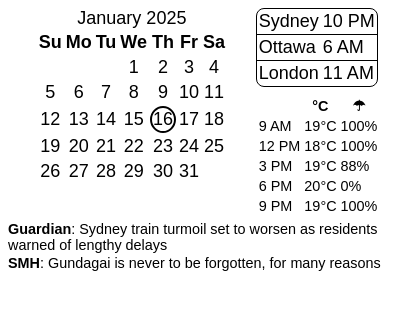 January 2025
Su Mo Tu We Th Fr Sa
1 2 3 4
5 6 7 8 9 10 11
12 13 14 15 16 17 18
19 20 21 22 23 24 25
26 27 28 29 30 31
Sydney 10 PM
Ottawa 6 AM
London 11 AM
°C ☂
9 AM 19°C 100%
12 PM 18°C 100%
3 PM 19°C 88%
6 PM 20°C 0%
9 PM 19°C 100%
Guardian: Sydney train turmoil set to worsen as residents
warned of lengthy delays
SMH: Gundagai is never to be forgotten, for many reasons